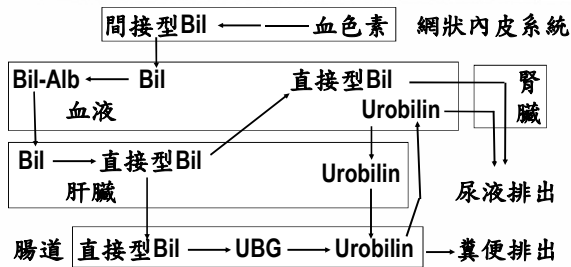 間接型Bil 血色素 網狀內皮系統
Bil-Alb Bil 直接型Bil 腎
血液 Urobilin 臟
Bil 直接型Bil Urobilin
肝臟 尿液排出
腸道 直接型Bil UBG Urobilin 糞便排出